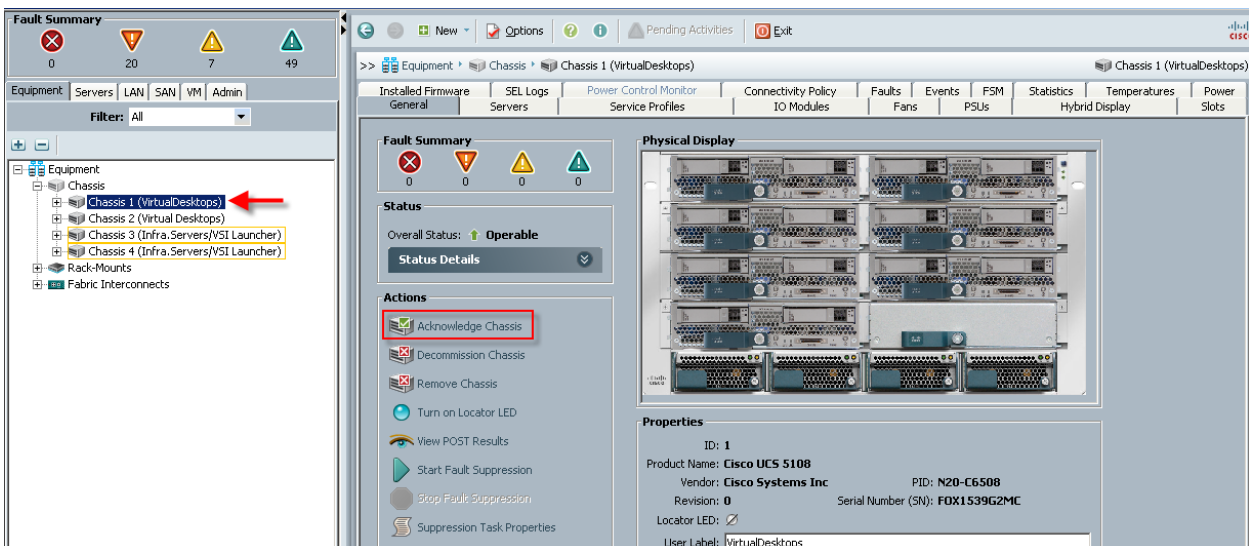 Fault Summary
0 20 7 49
Equipment Servers LAN SAN VM Admin
Filter: All
Equipment
Chassis
Chassis 1 (VirtualDesktops)
Chassis 2 (Virtual Desktops)
Chassis 3 (Infra.Servers/VSI Launcher)
Chassis 4 (Infra.Servers/VSI Launcher)
Rack-Mounts
Fabric Interconnects
New Options Pending Activities Exit
CISCO
>> Equipment Chassis Chassis 1 (VirtualDesktops) Chassis 1 (VirtualDesktops)
Installed Firmware SEL Logs Power Control Monitor Connectivity Policy Faults Events FSM Statistics Temperatures Power
General Servers Service Profiles IO Modules Fans PSUs Hybrid Display Slots
Fault Summary
0 0 0 0
Status
Overall Status: Operable
Status Details
Actions
Acknowledge Chassis
Decommission Chassis
Remove Chassis
Turn on Locator LED
View POST Results
Start Fault Suppression
Stop Fault Suppression
Suppression Task Properties
Physical Display
Properties
ID: 1
Product Name: Cisco UCS 5108
Vendor: Cisco Systems Inc PID: N20-C6508
Revision: 0 Serial Number (SN): FOX1539G2MC
Locator LED:
User Label: VirtualDesktops